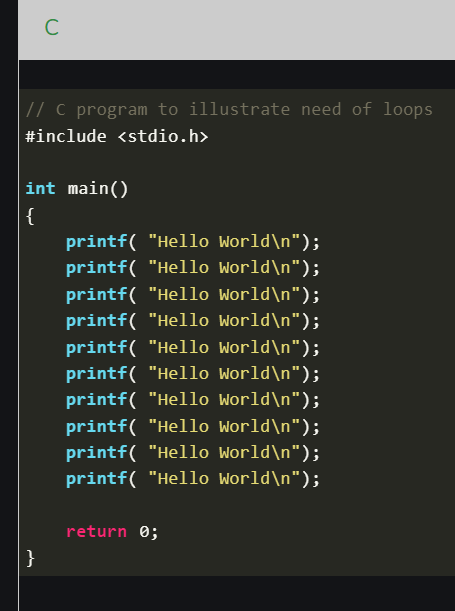 C
// C program to illustrate need of loops
#include <stdio.h>
int main()
{
printf( "Hello World\n");
printf( "Hello World\n");
printf( "Hello World\n");
printf( "Hello World\n");
printf( "Hello World\n");
printf( "Hello World\n");
printf( "Hello World\n");
printf( "Hello World\n");
printf( "Hello World\n");
printf( "Hello World\n");
return 0;
}